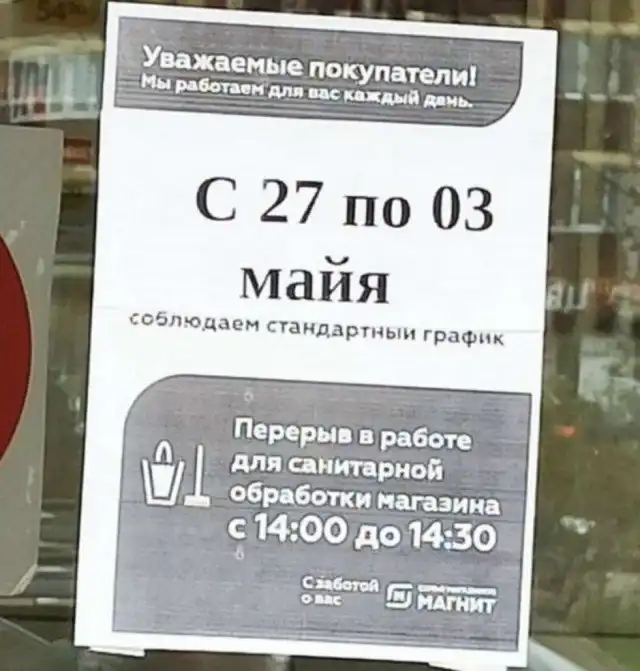 Уважаемые покупатели!
Мы работаем для вас каждый день.
С 27 по 03
майя
соблюдаем стандартный график
Перерыв в работе
для санитарной
обработки магазина
с 14:00 до 14:30
С заботой
о вас
МАГНИТ